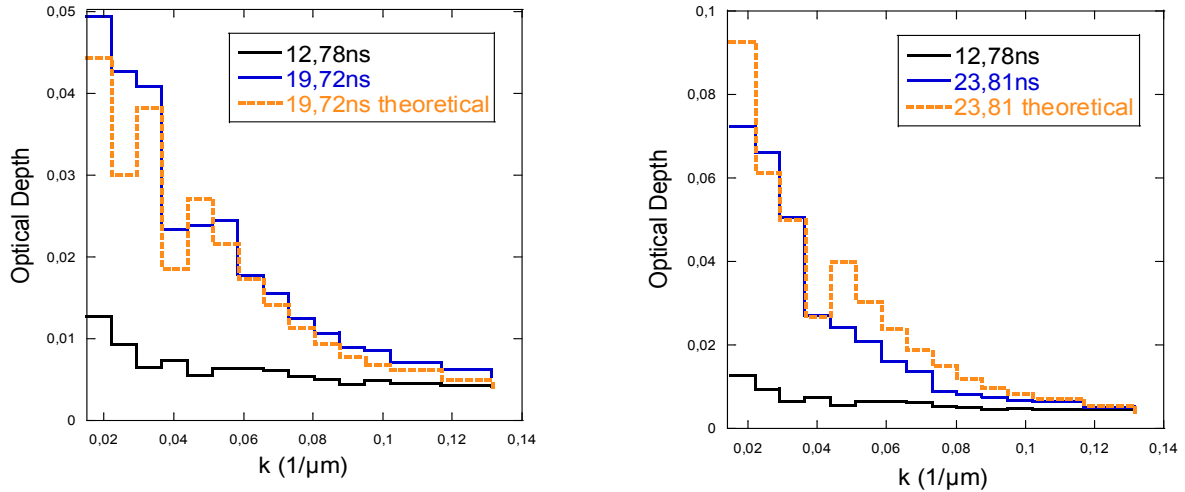 0,05
0,04
0,03
0,02
0,01
0
Optical Depth
12,78ns
19,72ns
19,72ns theoretical
0,02 0,04 0,06 0,08 0,1 0,12 0,14
k (1/µm)
0,1
0,08
0,06
0,04
0,02
0
Optical Depth
12,78ns
23,81ns
23,81 theoretical
0,02 0,04 0,06 0,08 0,1 0,12 0,14
k (1/µm)